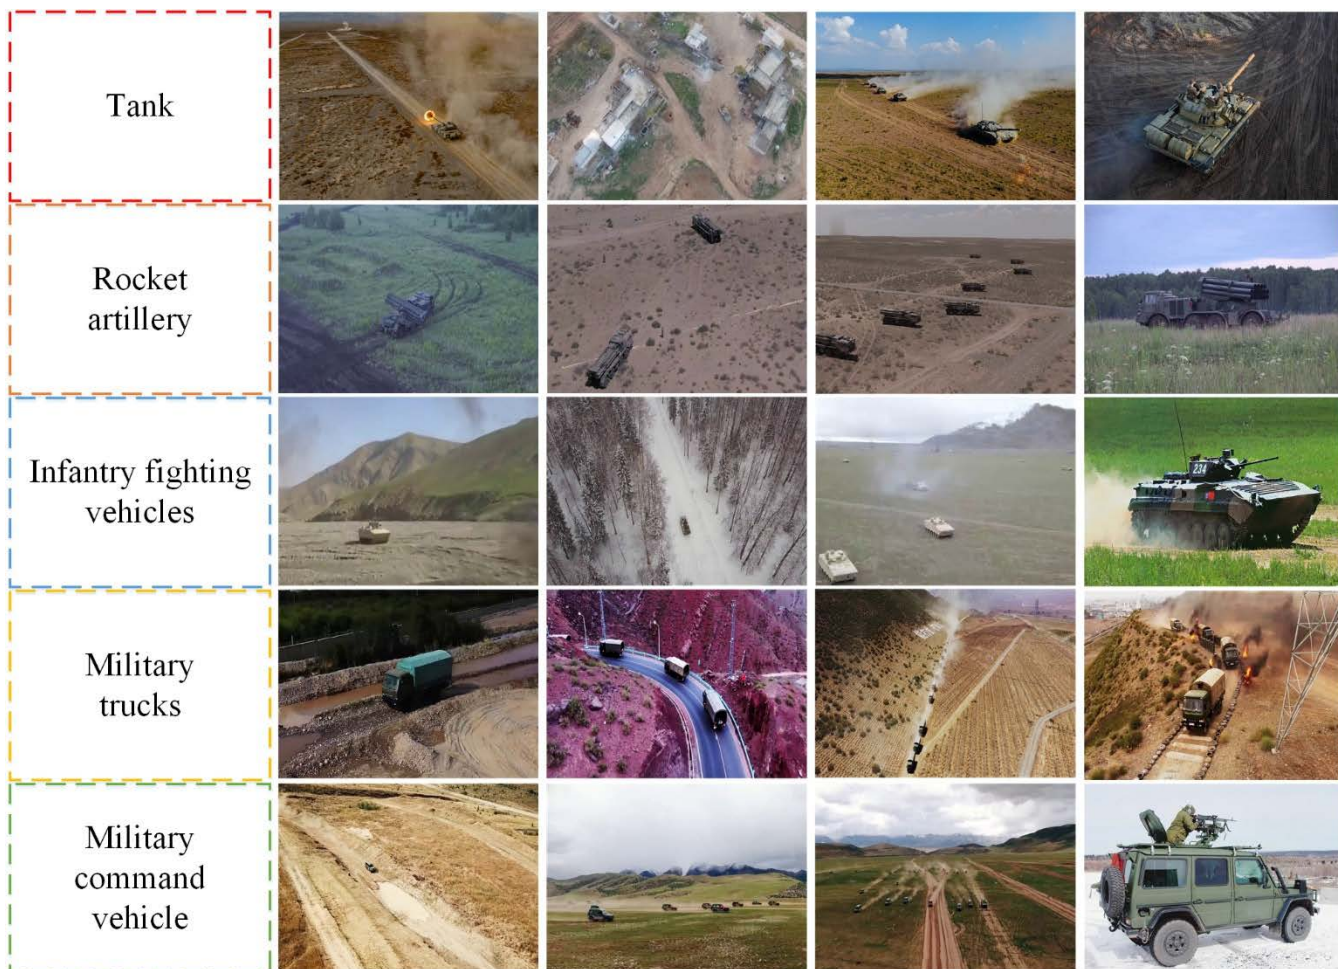 Tank
Rocket
artillery
Infantry fighting
vehicles
234
Military
trucks
Military
command
vehicle